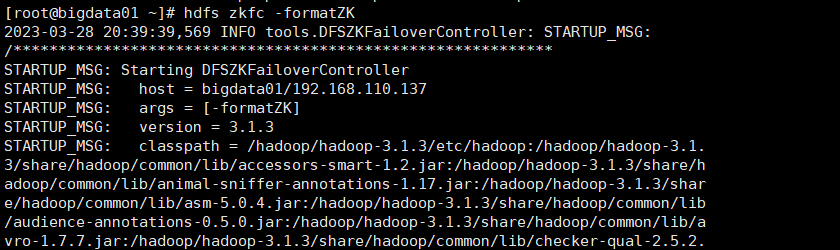 [root@bigdata01 ~]# hdfs zkfc -formatZK
2023-03-28 20:39:39,569 INFO tools.DFSZKFailoverController: STARTUP_MSG:
/************************************************************
STARTUP_MSG: Starting DFSZKFailoverController
STARTUP_MSG:   host = bigdata01/192.168.110.137
STARTUP_MSG:   args = [-formatZK]
STARTUP_MSG:   version = 3.1.3
STARTUP_MSG:   classpath = /hadoop/hadoop-3.1.3/etc/hadoop:/hadoop/hadoop-3.1.
3/share/hadoop/common/lib/accessors-smart-1.2.jar:/hadoop/hadoop-3.1.3/share/h
adoop/common/lib/animal-sniffer-annotations-1.17.jar:/hadoop/hadoop-3.1.3/shar
e/hadoop/common/lib/asm-5.0.4.jar:/hadoop/hadoop-3.1.3/share/hadoop/common/lib
/audience-annotations-0.5.0.jar:/hadoop/hadoop-3.1.3/share/hadoop/common/lib/a
vro-1.7.7.jar:/hadoop/hadoop-3.1.3/share/hadoop/common/lib/checker-qual-2.5.2.